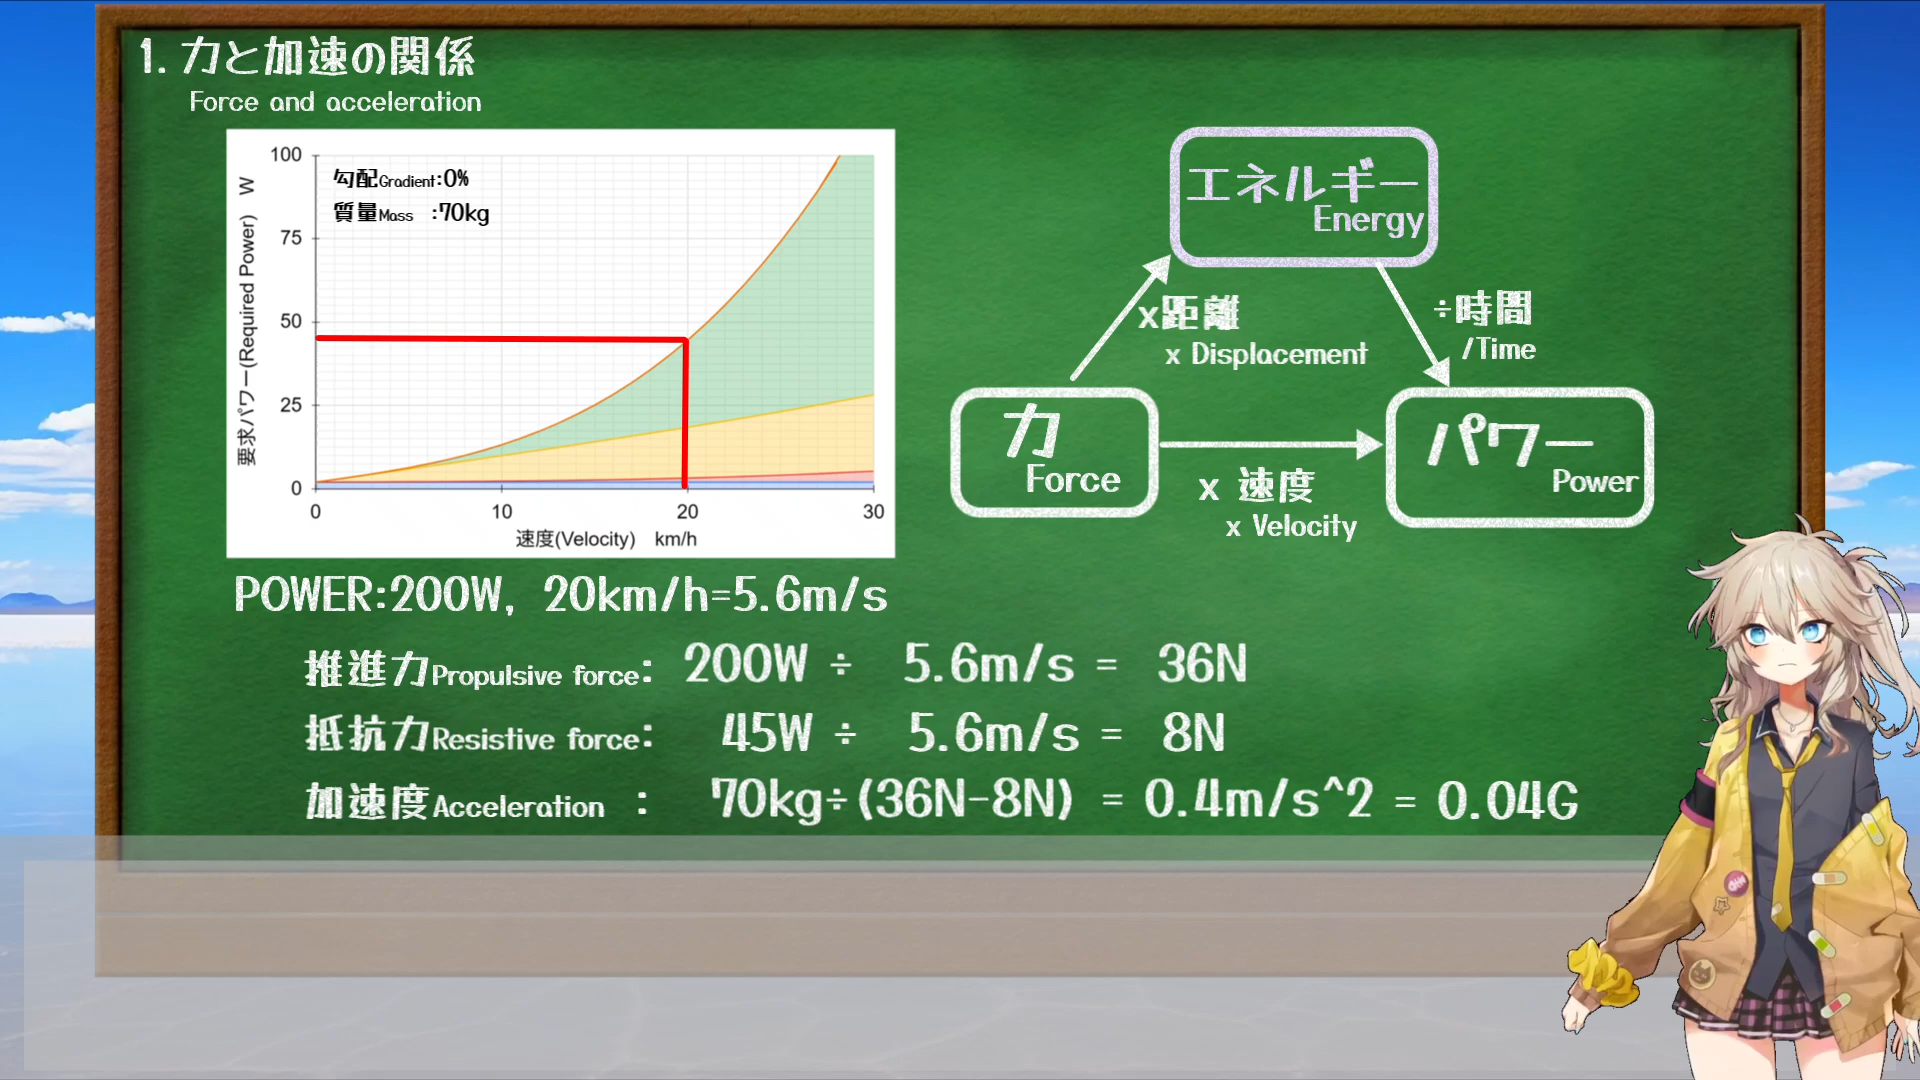 1. 力と加速の関係
Force and acceleration
100
75
50
25
0
0 10 20 30
要求パワー(Required Power) W
速度(Velocity) km/h
勾配Gradient:0%
質量Mass :70kg
エネルギー
Energy
x距離
x Displacement
÷時間
/Time
力
Force
x 速度
x Velocity
パワー
Power
POWER:200W, 20km/h=5.6m/s
推進力Propulsive force: 200W ÷ 5.6m/s = 36N
抵抗力Resistive force: 45W ÷ 5.6m/s = 8N
加速度Acceleration : 70kg÷(36N-8N) = 0.4m/s^2 = 0.04G